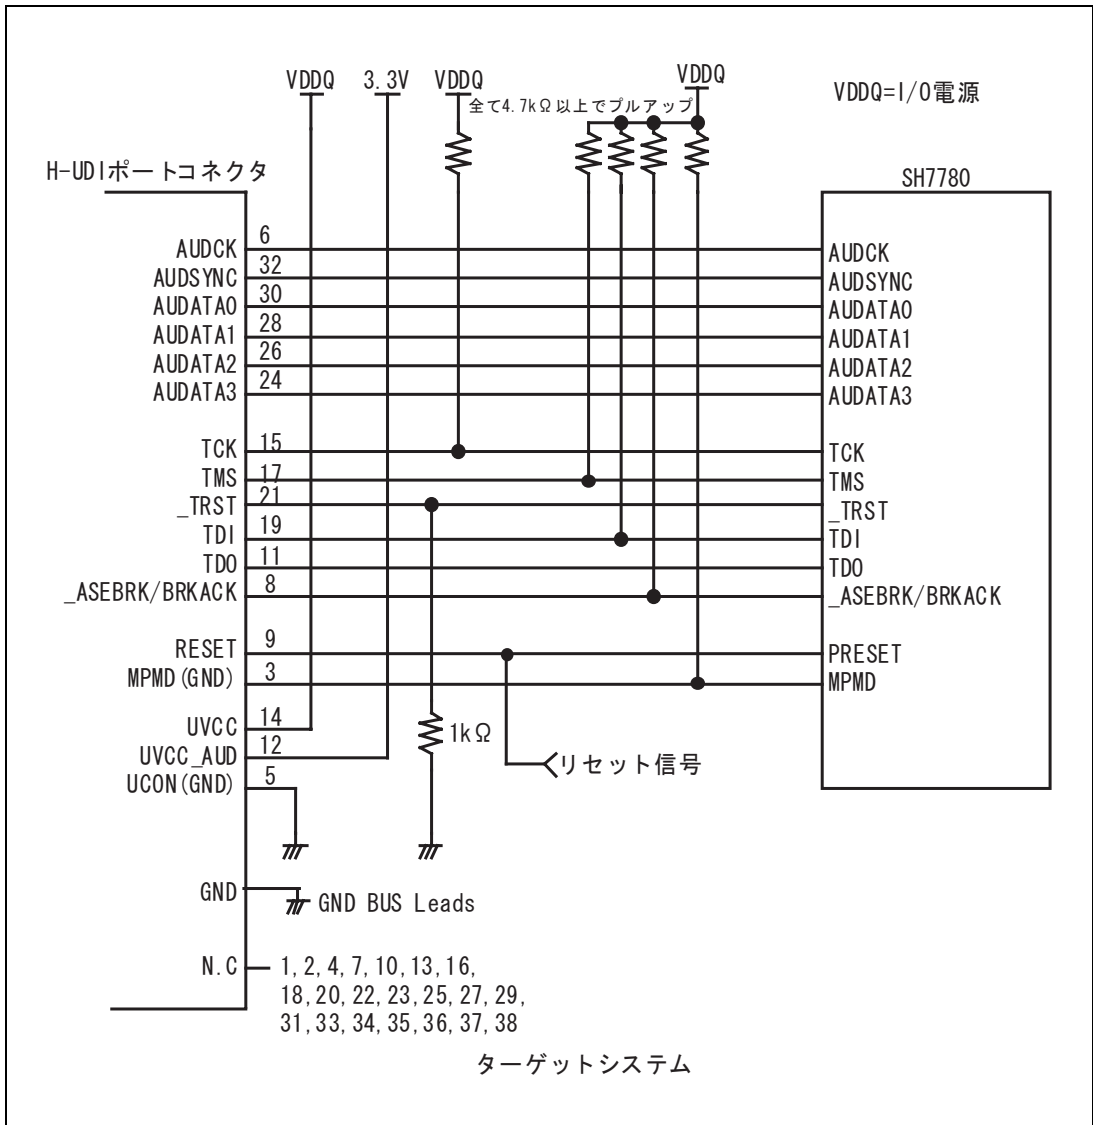 VDDQ 3.3V VDDQ VDDQ
VDDQ=I/O電源
全て4.7kΩ以上でプルアップ
H-UDIポートコネクタ
SH7780
AUDCK 6 AUDCK
AUDSYNC 32 AUDSYNC
AUDATA0 30 AUDATA0
AUDATA1 28 AUDATA1
AUDATA2 26 AUDATA2
AUDATA3 24 AUDATA3
TCK 15 TCK
TMS 17 TMS
_TRST 21 _TRST
TDI 19 TDI
TDO 11 TDO
_ASEBRK/BRKACK 8 _ASEBRK/BRKACK
RESET 9 PRESET
MPMD(GND) 3 MPMD
UVCC 14
1kΩ
UVCC_AUD 12
リセット信号
UCON(GND) 5
GND
GND BUS Leads
N.C 1,2,4,7,10,13,16,
18,20,22,23,25,27,29,
31,33,34,35,36,37,38
ターゲットシステム